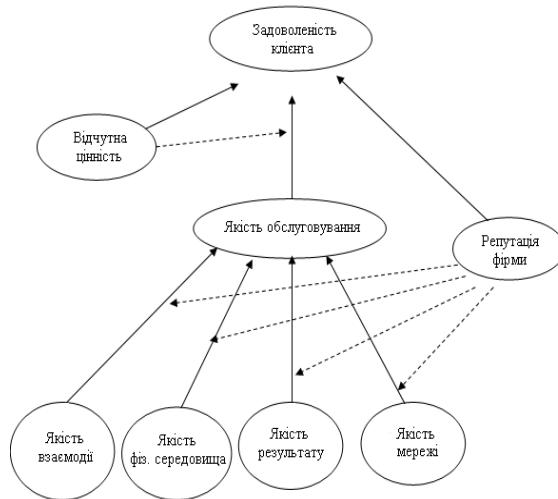 Задоволеність
клієнта
Відчутна
цінність
Якість обслуговування
Репутація
фірми
Якість
взаємодії
Якість
фіз. середовища
Якість
результату
Якість
мережі